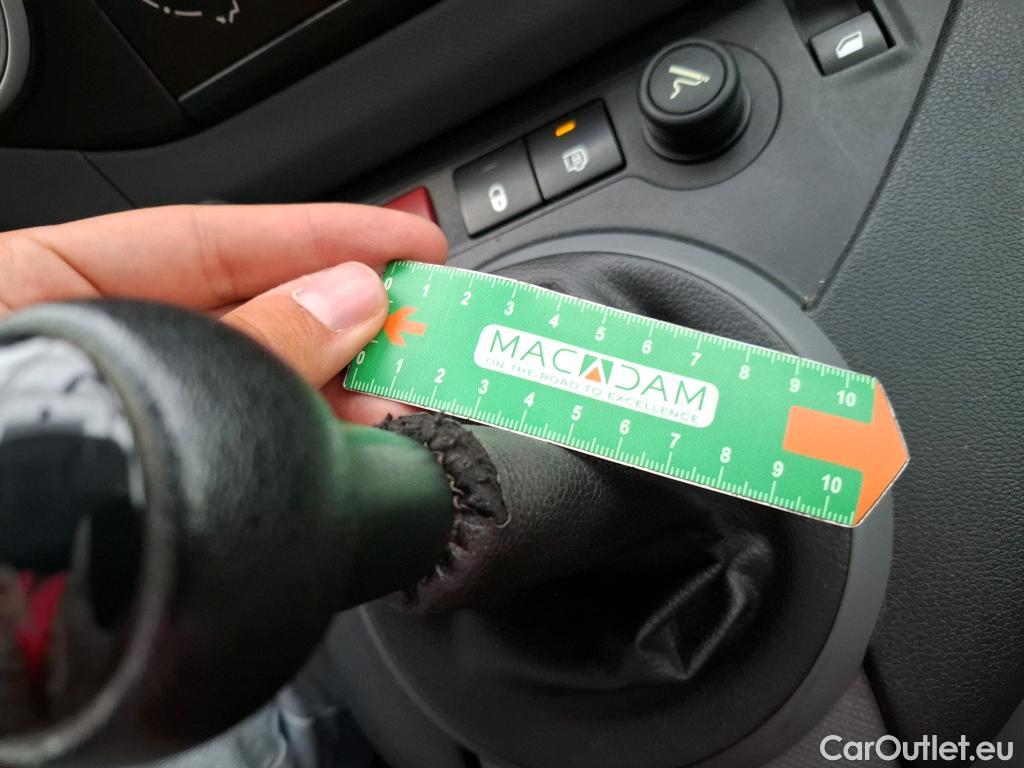 0 1 2 3 4 5 6 7 8 9 10
MACADAM
ON THE ROAD TO EXCELLENCE
0 1 2 3 4 5 6 7 8 9 10
CarOutlet.eu